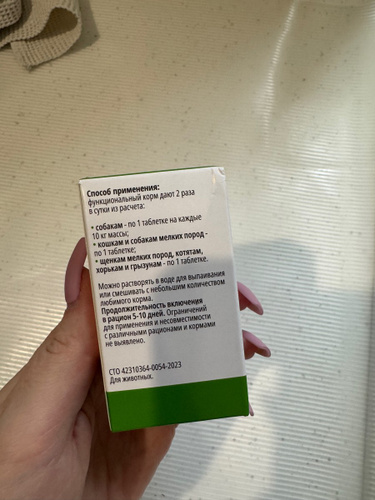 Способ применения:
функциональный корм дают 2 раза
в сутки из расчета:
* собакам - по 1 таблетке на каждые
10 кг массы;
* кошкам и собакам мелких пород -
по 1 таблетке;
* щенкам мелких пород, котятам,
хорькам и грызунам - по 1 таблетке.
Можно растворять в воде для выпаивания
или смешивать с небольшим количеством
любимого корма.
Продолжительность включения
в рацион 5-10 дней. Ограничений
для применения и несовместимости
с различными рационами и кормами
не выявлено.
СТО 42310364-0054-2023
Для животных.